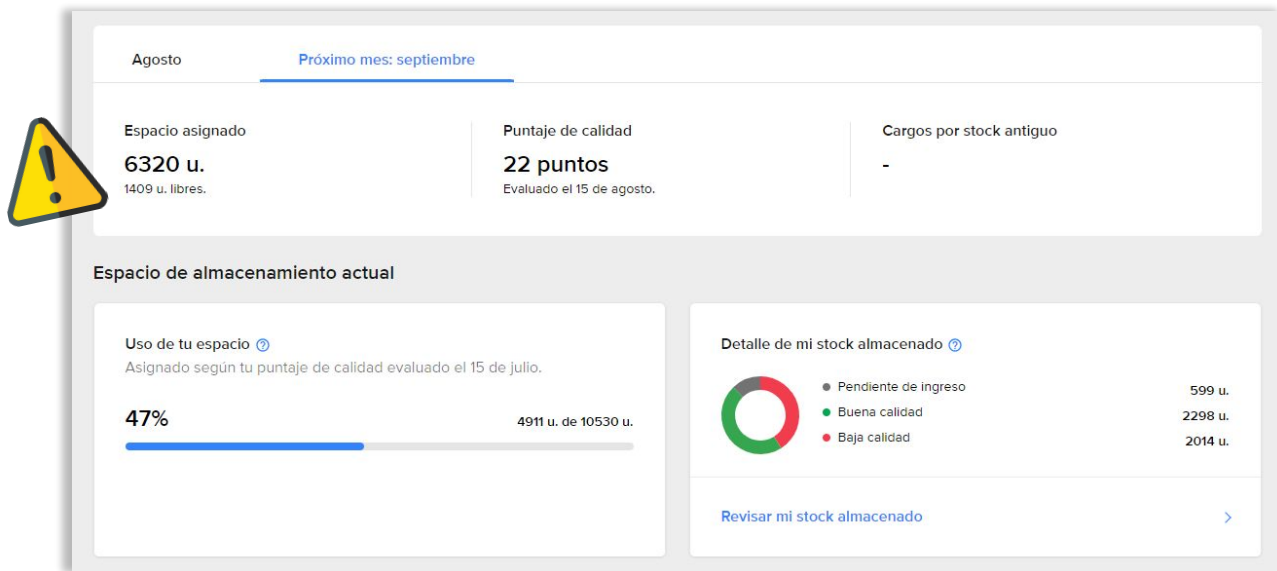 Agosto
Próximo mes: septiembre
Espacio asignado
6320 u.
1409 u. libres.
Puntaje de calidad
22 puntos
Evaluado el 15 de agosto.
Cargos por stock antiguo
-
Espacio de almacenamiento actual
Uso de tu espacio ?
Asignado según tu puntaje de calidad evaluado el 15 de julio.
47%
4911 u. de 10530 u.
Detalle de mi stock almacenado ?
Pendiente de ingreso 599 u.
Buena calidad 2298 u.
Baja calidad 2014 u.
Revisar mi stock almacenado